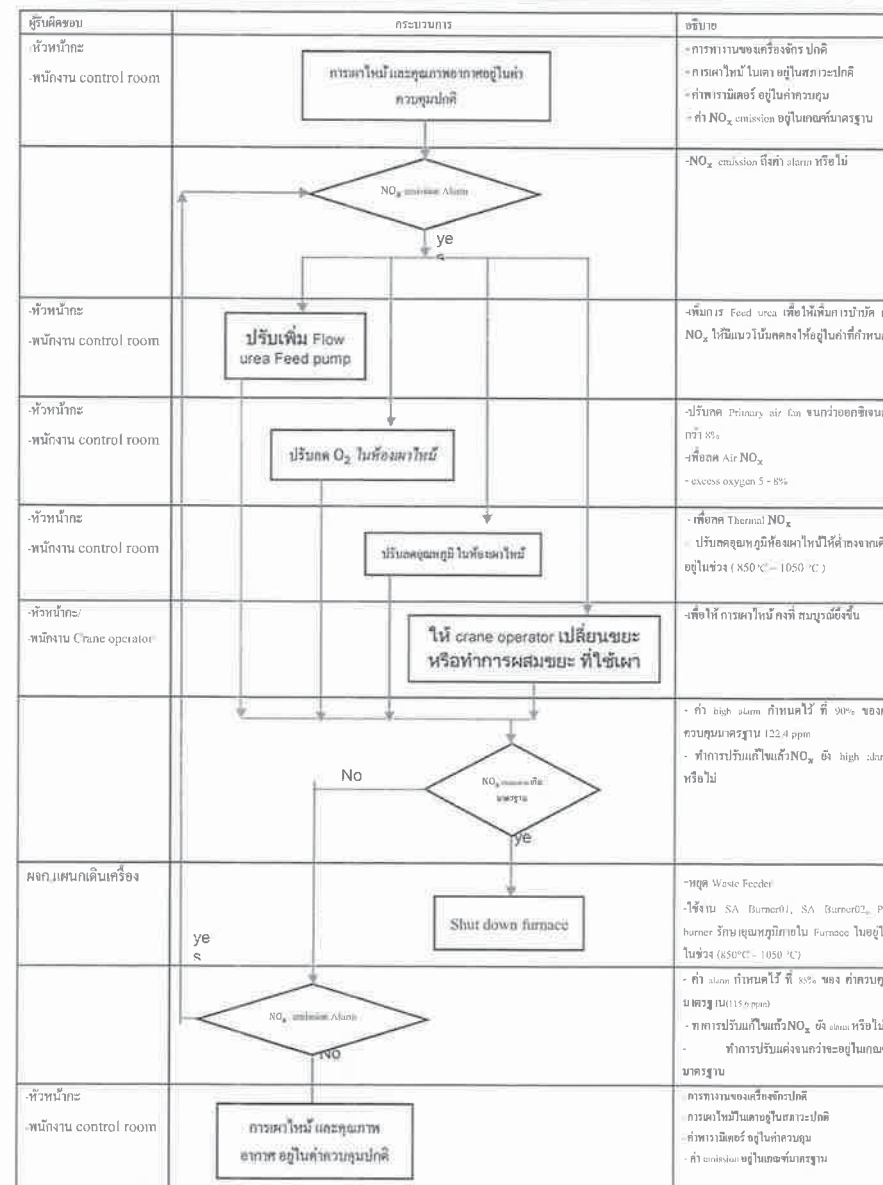 ผู้รับผิดชอบ
กระบวนการ
อธิบาย
-หัวหน้ากะ
-พนักงาน control room
การเผาไหม้ และคุณภาพอากาศอยู่ในค่า
ควบคุมปกติ
- การทำงานของเครื่องจักร ปกติ
- การเผาไหม้ ในเตา อยู่ในสภาวะปกติ
- ค่าพารามิเตอร์ อยู่ในค่าควบคุม
- ค่า NOx emission อยู่ในเกณฑ์มาตรฐาน
NOx emission Alarm
yes
-NOx emission ถึงค่า alarm หรือไม่
-หัวหน้ากะ
-พนักงาน control room
ปรับเพิ่ม Flow
urea Feed pump
-เพิ่มการ Feed urea เพื่อให้เพิ่มการบำบัด
NOx ให้มีแนวโน้มลดลงให้อยู่ในค่าที่กำหนด
-หัวหน้ากะ
-พนักงาน control room
ปรับลด O2 ในห้องเผาไหม้
-ปรับลด Primary air fan จนกว่าออกซิเจน
กว่า 8%
-เพื่อลด Air NOx
- excess oxygen 5 - 8%
-หัวหน้ากะ
-พนักงาน control room
ปรับลดอุณหภูมิ ในห้องเผาไหม้
- เพื่อลด Thermal NOx
ปรับลดอุณหภูมิห้องเผาไหม้ให้ต่ำลงจาก
อยู่ในช่วง ( 850 °C – 1050 °C )
-หัวหน้ากะ/
-พนักงาน Crane operator
ให้ crane operator เปลี่ยนขยะ
หรือทำการผสมขยะ ที่ใช้เผา
-เพื่อให้ การเผาไหม้ คงที่ สมบูรณ์ยิ่งขึ้น
NOx emission เกิน
มาตรฐาน
No
ye
- ค่า high alarm กำหนดไว้ ที่ 90% ของ
ควบคุมมาตรฐาน 122.4 ppm
- ทำการปรับแก้ไขแล้วNOx ยัง high alarm
หรือไม่
ผจก.แผนกเดินเครื่อง
Shut down furnace
-หยุด Waste Feeder
-ใช้งาน SA Burner01, SA Burner02,
burner รักษาอุณหภูมิภายใน Furnace ในอยู่
ในช่วง (850°C – 1050 °C)
yes
NOx emission Alarm
No
- ค่า alarm กำหนดไว้ ที่ 85% ของ ค่าควบคุม
มาตรฐาน(115.6 ppm)
- ทำการปรับแก้ไขแล้วNOx ยัง alarm หรือไม่
- ทำการปรับแต่งจนกว่าจะอยู่ในเกณฑ์
มาตรฐาน
-หัวหน้ากะ
-พนักงาน control room
การเผาไหม้ และคุณภาพ
อากาศ อยู่ในค่าควบคุมปกติ
-การทำงานของเครื่องจักรปกติ
-การเผาไหม้ในเตาอยู่ในสภาวะปกติ
-ค่าพารามิเตอร์ อยู่ในค่าควบคุม
- ค่า emission อยู่ในเกณฑ์มาตรฐาน